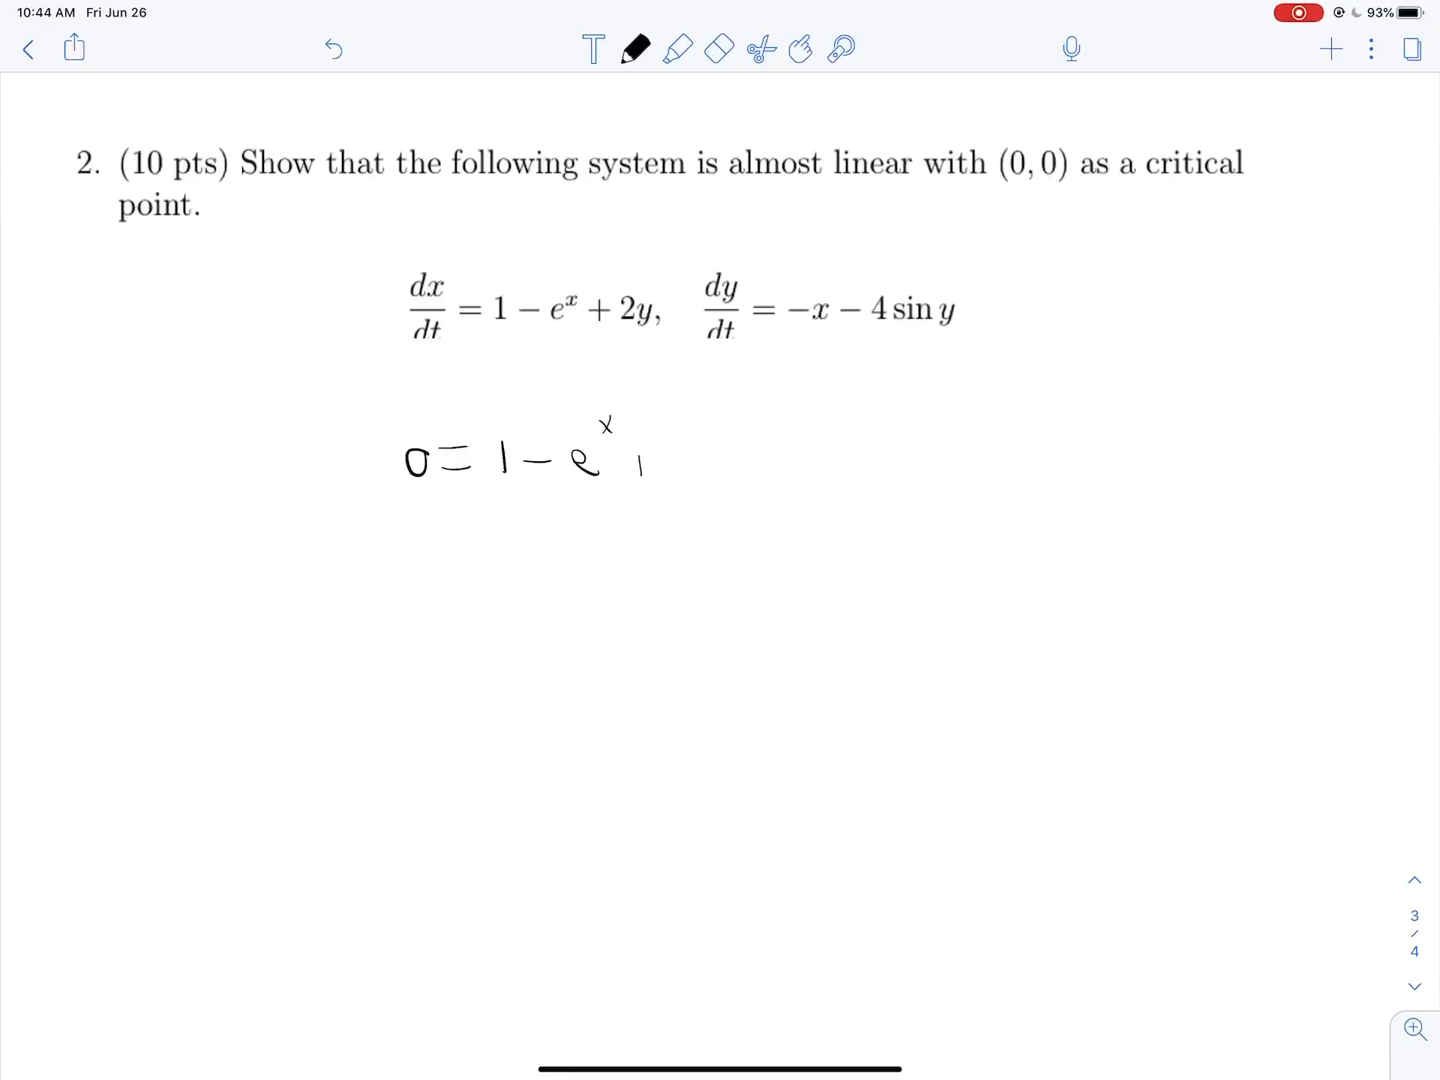 10:44 AM Fri Jun 26
93%
2. (10 pts) Show that the following system is almost linear with (0, 0) as a critical
point.
dx/dt = 1 − e^x + 2y, dy/dt = −x − 4 sin y
0 = 1 − e^x
3
/
4